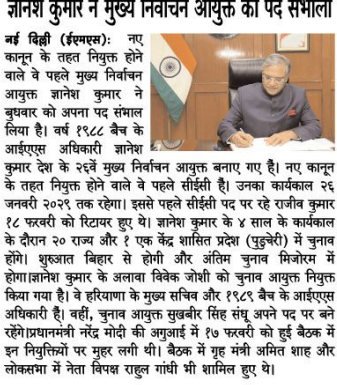 ज्ञानेश कुमार ने मुख्य निर्वाचन आयुक्त का पद संभाला
नई दिल्ली (ईएमएस): नए
कानून के तहत नियुक्त होने
वाले वे पहले मुख्य निर्वाचन
आयुक्त ज्ञानेश कुमार ने
बुधवार को अपना पद संभाल
लिया है। वर्ष १९८८ बैच के
आईएएस अधिकारी ज्ञानेश
कुमार देश के २६वें मुख्य निर्वाचन आयुक्त बनाए गए है। नए कानून
के तहत नियुक्त होने वाले वे पहले सीईसी हैं। उनका कार्यकाल २६
जनवरी २०२९ तक रहेगा। इससे पहले सीईसी पद पर रहे राजीव कुमार
१८ फरवरी को रिटायर हुए थे। ज्ञानेश कुमार के ४ साल के कार्यकाल
के दौरान २० राज्य और १ एक केंद्र शासित प्रदेश (पुडुचेरी) में चुनाव
होंगे। शुरुआत बिहार से होगी और अंतिम चुनाव मिजोरम में
होगा।ज्ञानेश कुमार के अलावा विवेक जोशी को चुनाव आयुक्त नियुक्त
किया गया है। वे हरियाणा के मुख्य सचिव और १९८९ बैच के आईएएस
अधिकारी हैं। वहीं, चुनाव आयुक्त सुखबीर सिंह संधू अपने पद पर बने
रहेंगे।प्रधानमंत्री नरेंद्र मोदी की अगुआई में १७ फरवरी को हुई बैठक में
इन नियुक्तियों पर मुहर लगी थी। बैठक में गृह मंत्री अमित शाह और
लोकसभा में नेता विपक्ष राहुल गांधी भी शामिल हुए थे।